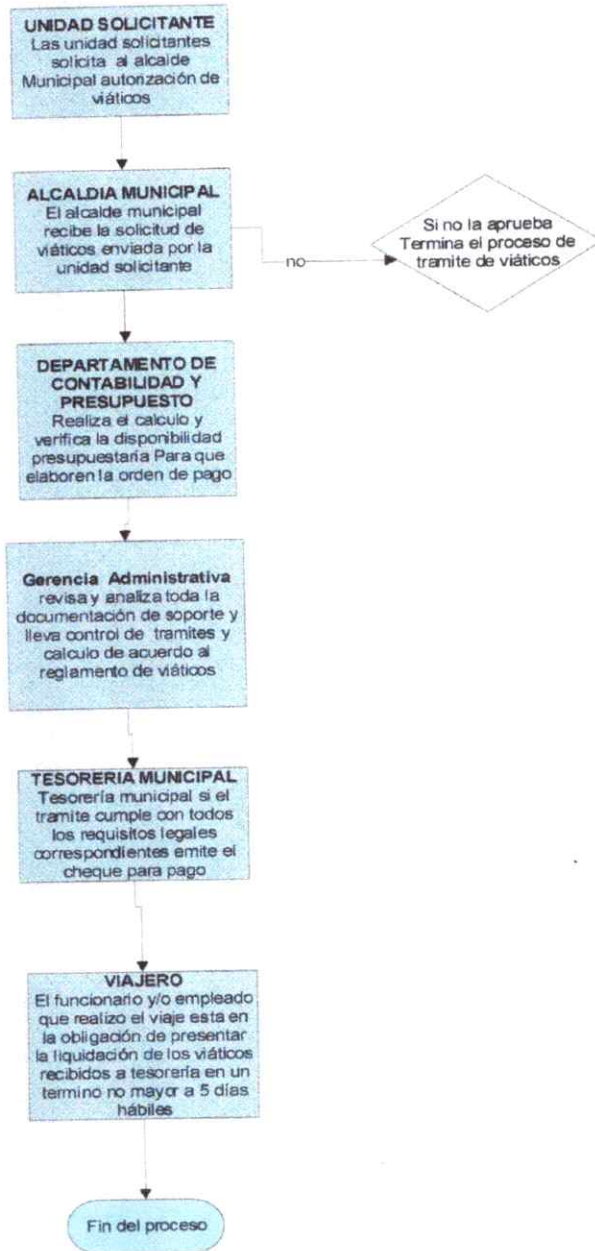 UNIDAD SOLICITANTE
Las unidad solicitantes
solicita al alcalde
Municipal autorización de
viáticos
ALCALDIA MUNICIPAL
El alcalde municipal
recibe la solicitud de
viáticos enviada por la
unidad solicitante
no
Si no la aprueba
Termina el proceso de
tramite de viáticos
DEPARTAMENTO DE
CONTABILIDAD Y
PRESUPUESTO
Realiza el calculo y
verifica la disponibilidad
presupuestaria Para que
elaboren la orden de pago
Gerencia Administrativa
revisa y analiza toda la
documentación de soporte y
lleva control de tramites y
calculo de acuerdo al
reglamento de viáticos
TESORERIA MUNICIPAL
Tesorería municipal si el
tramite cumple con todos
los requisitos legales
correspondientes emite el
cheque para pago
VIAJERO
El funcionario y/o empleado
que realizo el viaje esta en
la obligación de presentar
la liquidación de los viáticos
recibidos a tesorería en un
termino no mayor a 5 días
hábiles
Fin del proceso